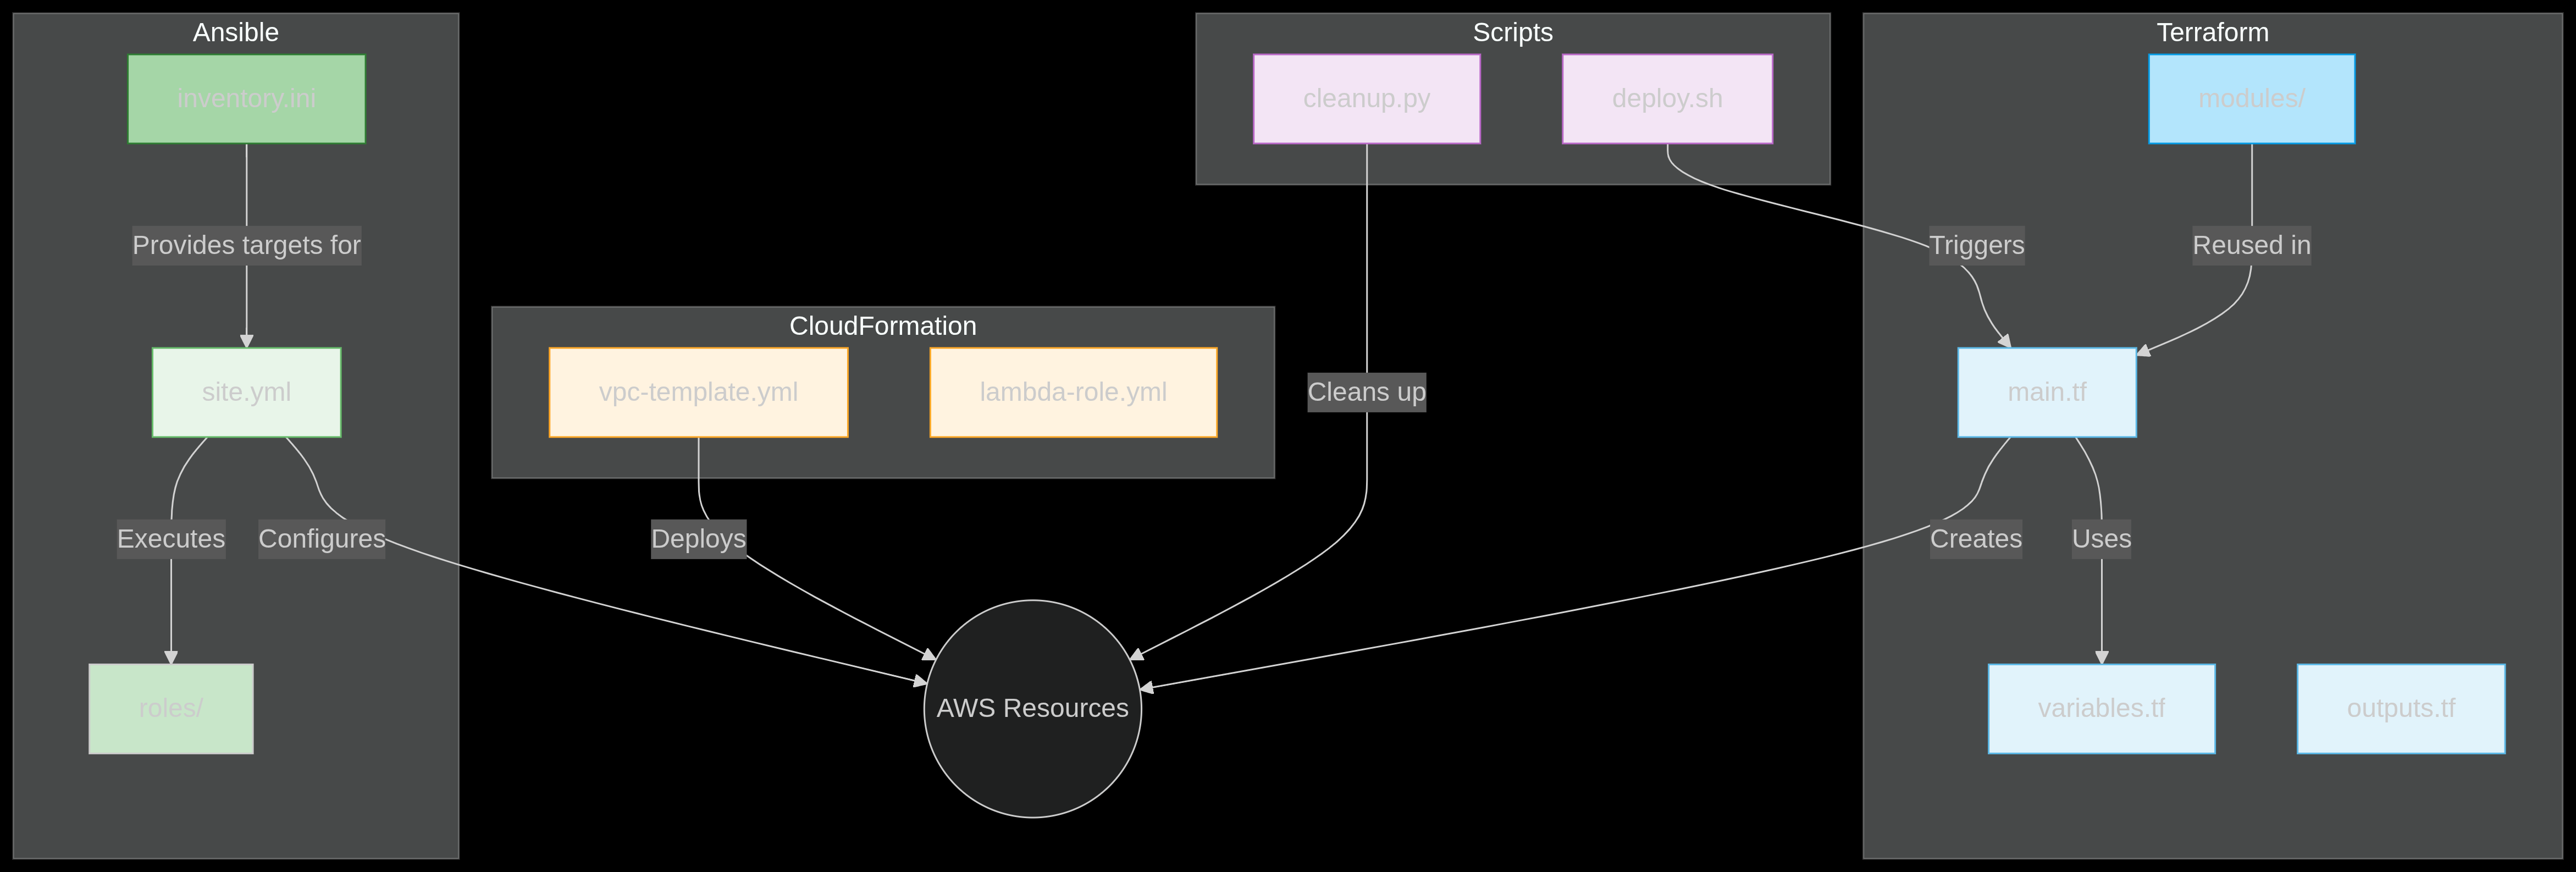 Ansible
Scripts
Terraform
inventory.ini
cleanup.py
deploy.sh
modules/
Provides targets for
Triggers
Reused in
CloudFormation
site.yml
vpc-template.yml
lambda-role.yml
Cleans up
main.tf
Executes
Configures
Deploys
Creates
Uses
roles/
AWS Resources
variables.tf
outputs.tf